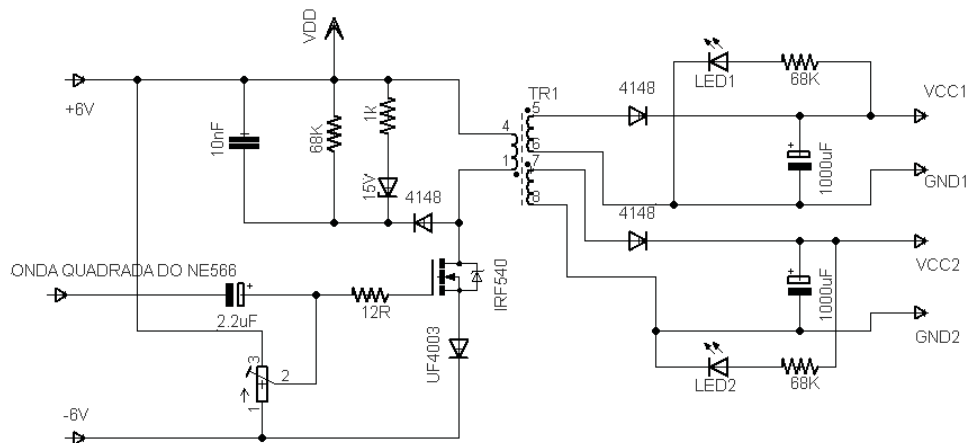 VDD
+6V
10nF
68K
1k
15V
4148
TR1
4
1
5
6
7
8
4148
LED1
68K
VCC1
1000uF
GND1
4148
VCC2
1000uF
GND2
LED2
68K
ONDA QUADRADA DO NE566
2.2uF
12R
IRF540
UF4003
3
2
1
-6V